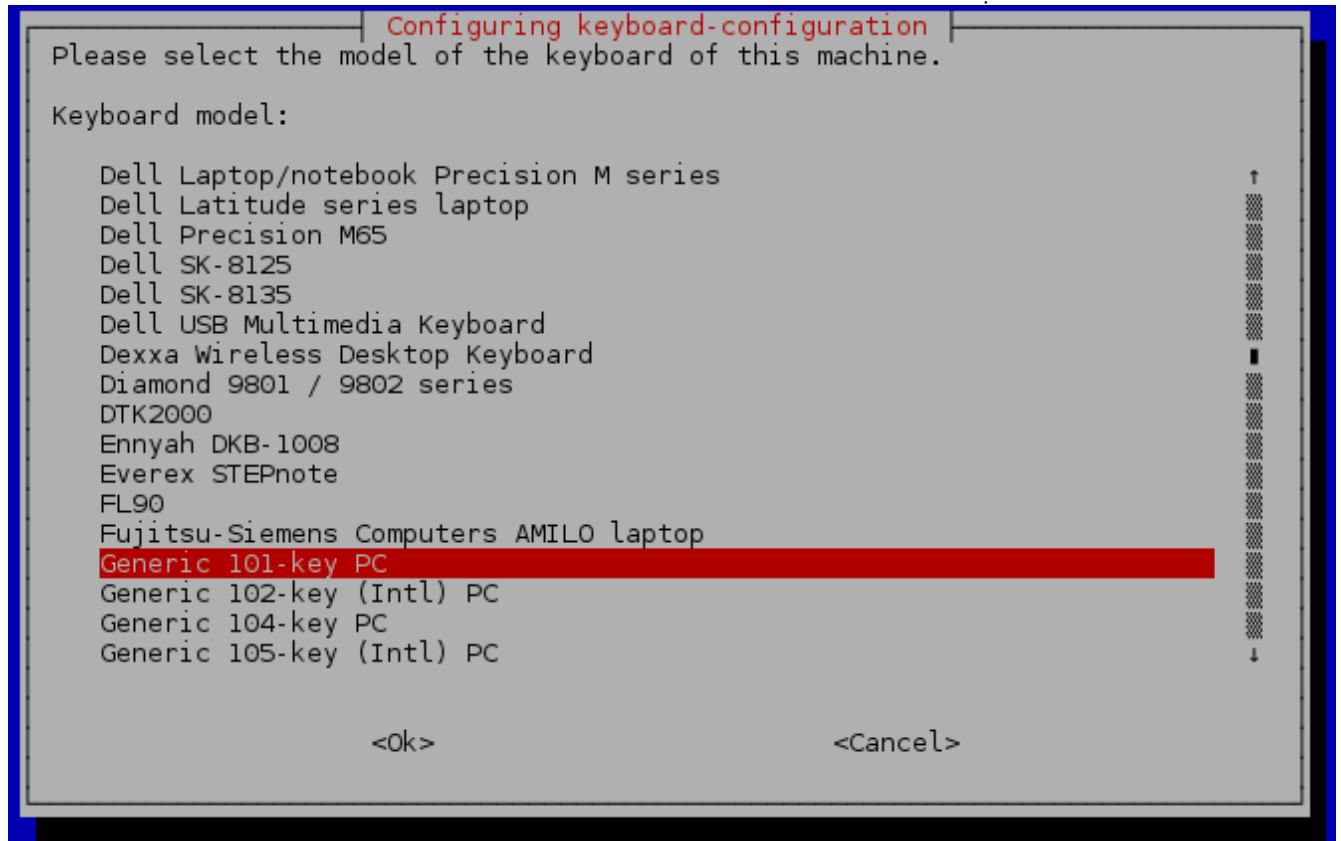 Configuring keyboard-configuration
Please select the model of the keyboard of this machine.
Keyboard model:
Dell Laptop/notebook Precision M series
Dell Latitude series laptop
Dell Precision M65
Dell SK-8125
Dell SK-8135
Dell USB Multimedia Keyboard
Dexxa Wireless Desktop Keyboard
Diamond 9801 / 9802 series
DTK2000
Ennyah DKB-1008
Everex STEPnote
FL90
Fujitsu-Siemens Computers AMILO laptop
Generic 101-key PC
Generic 102-key (Intl) PC
Generic 104-key PC
Generic 105-key (Intl) PC
<Ok> <Cancel>